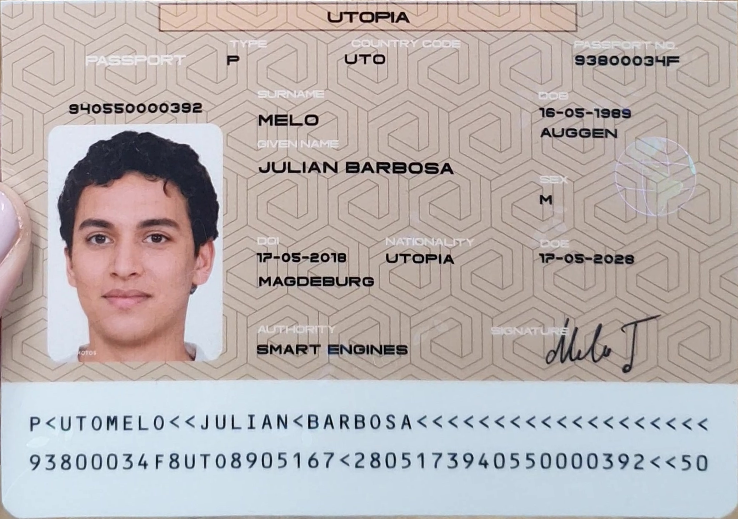 UTOPIA
PASSPORT TYPE COUNTRY CODE PASSPORT NO.
P UTO 93800034F
940550000392 SURNAME DOB
MELO 16-05-1989
AUGGEN
GIVEN NAME
JULIAN BARBOSA
SEX
M
DOI NATIONALITY DOE
17-05-2018 UTOPIA 17-05-2028
MAGDEBURG
AUTHORITY SIGNATURE
SMART ENGINES Melo J
P<UTOMELO<<JULIAN<BARBOSA<<<<<<<<<<<<<<<<<<<
93800034F8UTO8905167<2805173940550000392<<50